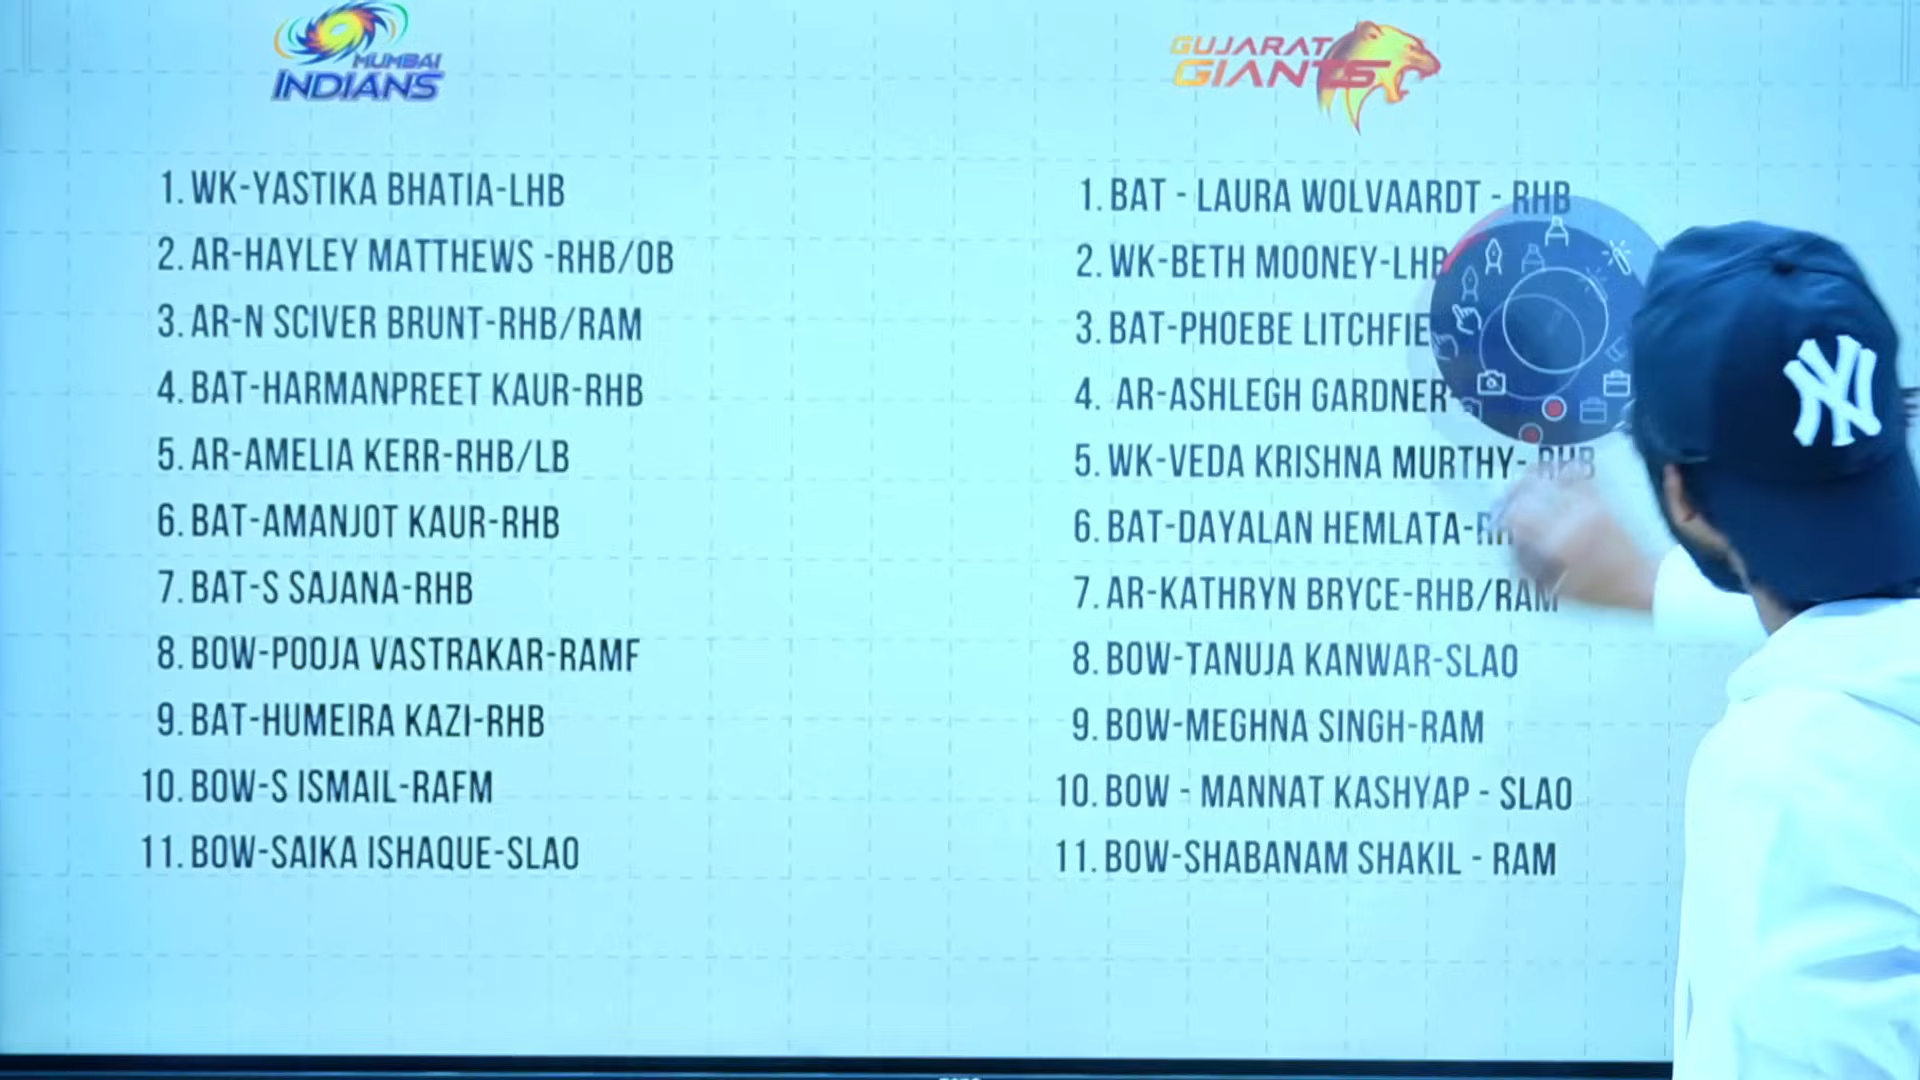 MUMBAI
INDIANS
1. WK-YASTIKA BHATIA-LHB
2. AR-HAYLEY MATTHEWS -RHB/OB
3. AR-N SCIVER BRUNT-RHB/RAM
4. BAT-HARMANPREET KAUR-RHB
5. AR-AMELIA KERR-RHB/LB
6. BAT-AMANJOT KAUR-RHB
7. BAT-S SAJANA-RHB
8. BOW-POOJA VASTRAKAR-RAMF
9. BAT-HUMEIRA KAZI-RHB
10. BOW-S ISMAIL-RAFM
11. BOW-SAIKA ISHAQUE-SLAO
GUJARAT
GIANTS
1. BAT - LAURA WOLVAARDT - RHB
2. WK-BETH MOONEY-LHB
3. BAT-PHOEBE LITCHFIE
4. AR-ASHLEGH GARDNER-
5. WK-VEDA KRISHNA MURTHY- RHB
6. BAT-DAYALAN HEMLATA-
7. AR-KATHRYN BRYCE-RHB/RAM
8. BOW-TANUJA KANWAR-SLAO
9. BOW-MEGHNA SINGH-RAM
10. BOW - MANNAT KASHYAP - SLAO
11. BOW-SHABANAM SHAKIL - RAM
NY